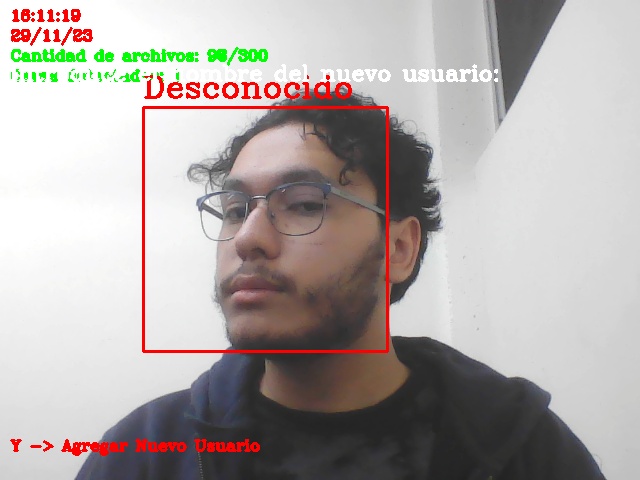 16:11:19
29/11/23
Cantidad de archivos: 98/300
nombre del nuevo usuario:
Desconocido
Y -> Agregar Nuevo Usuario